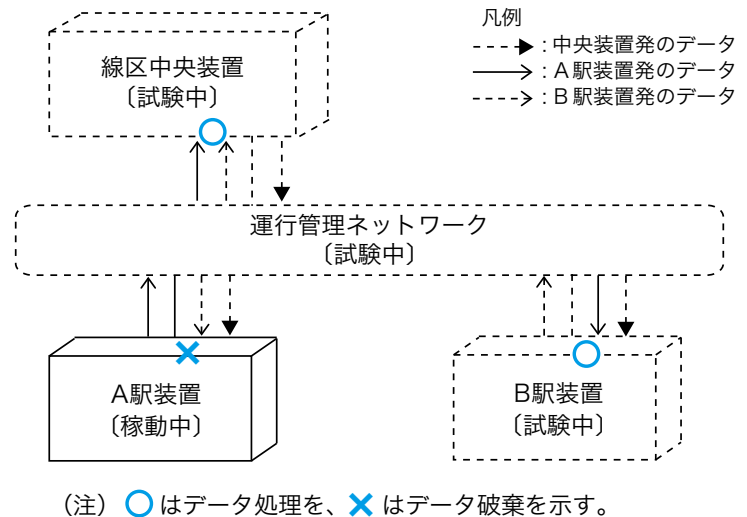 凡例
：中央装置発のデータ
：A駅装置発のデータ
：B駅装置発のデータ
線区中央装置
〔試験中〕
運行管理ネットワーク
〔試験中〕
A駅装置
〔稼動中〕
B駅装置
〔試験中〕
（注）○はデータ処理を、×はデータ破棄を示す。